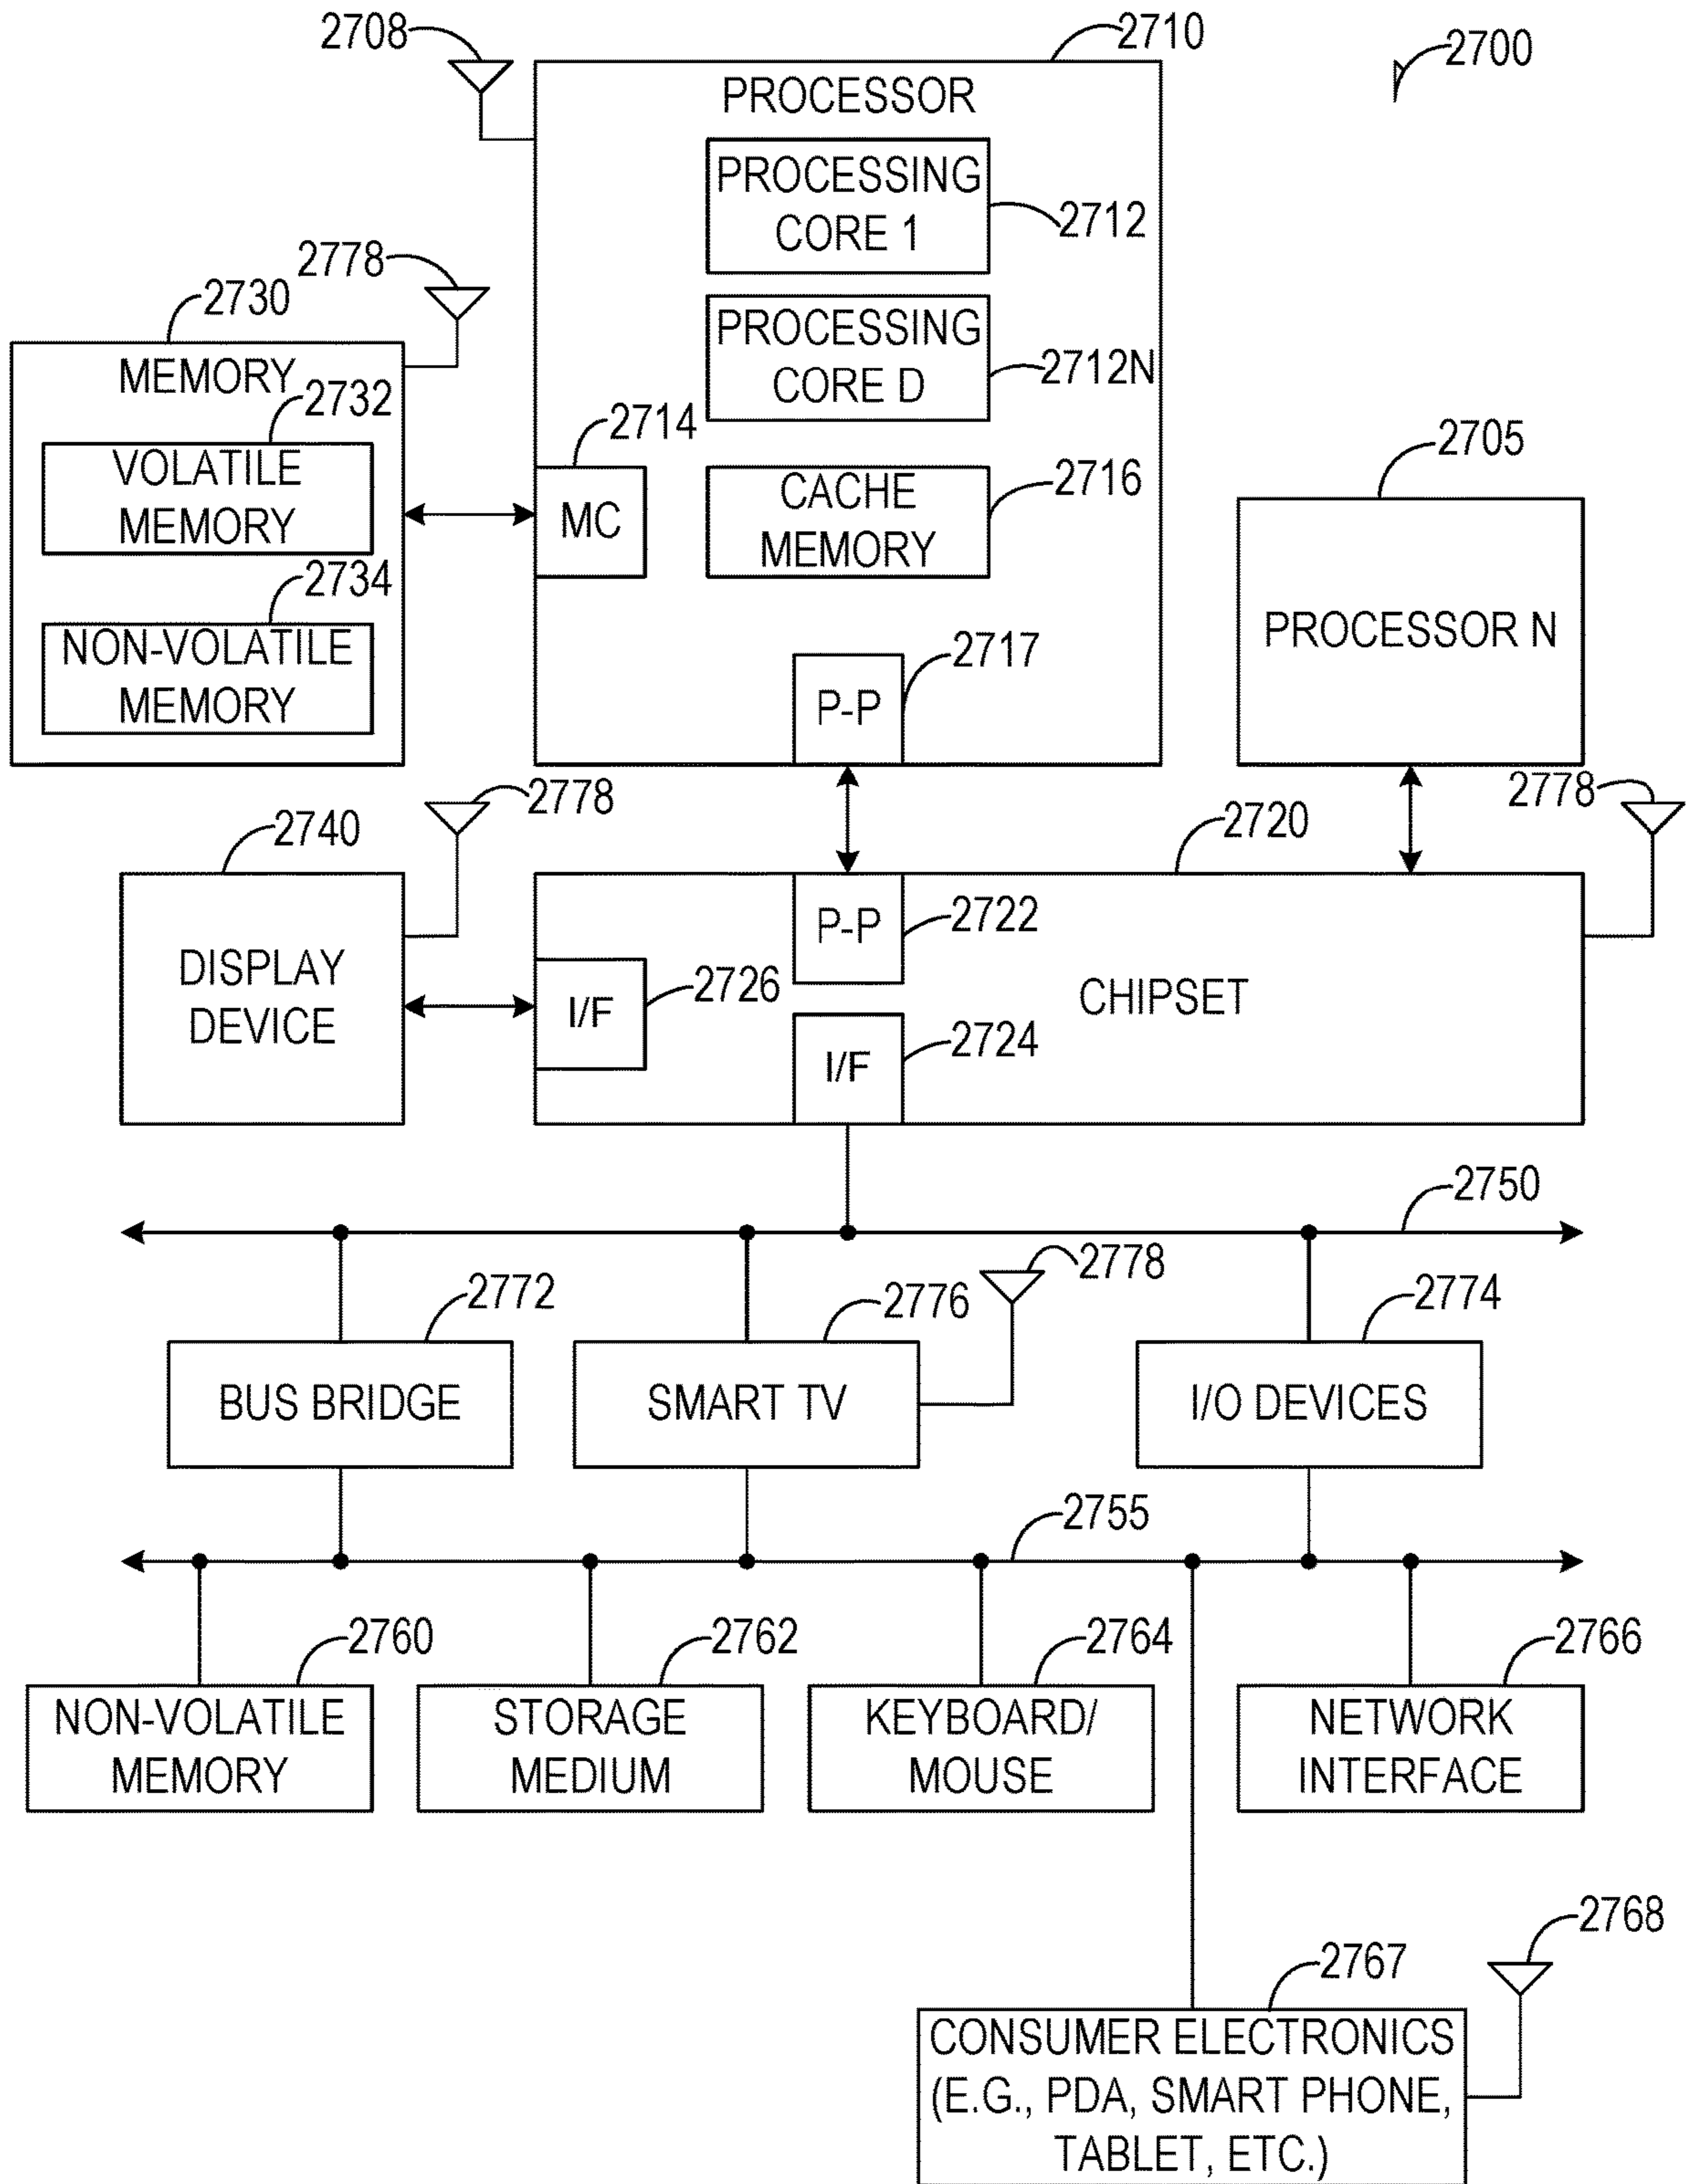 2708
2710
2700
PROCESSOR
PROCESSING
CORE 1
2712
2778
2730
MEMORY
PROCESSING
CORE D
2712N
2732
VOLATILE
MEMORY
2714
MC
CACHE
MEMORY
2716
2705
2734
NON-VOLATILE
MEMORY
PROCESSOR N
2717
P-P
2778
2778
2740
2720
DISPLAY
DEVICE
P-P
2722
2726
I/F
CHIPSET
2724
I/F
2750
2772
2776
2778
2774
BUS BRIDGE
SMART TV
I/O DEVICES
2755
2760
2762
2764
2766
NON-VOLATILE
MEMORY
STORAGE
MEDIUM
KEYBOARD/
MOUSE
NETWORK
INTERFACE
2768
2767
CONSUMER ELECTRONICS
(E.G., PDA, SMART PHONE,
TABLET, ETC.)